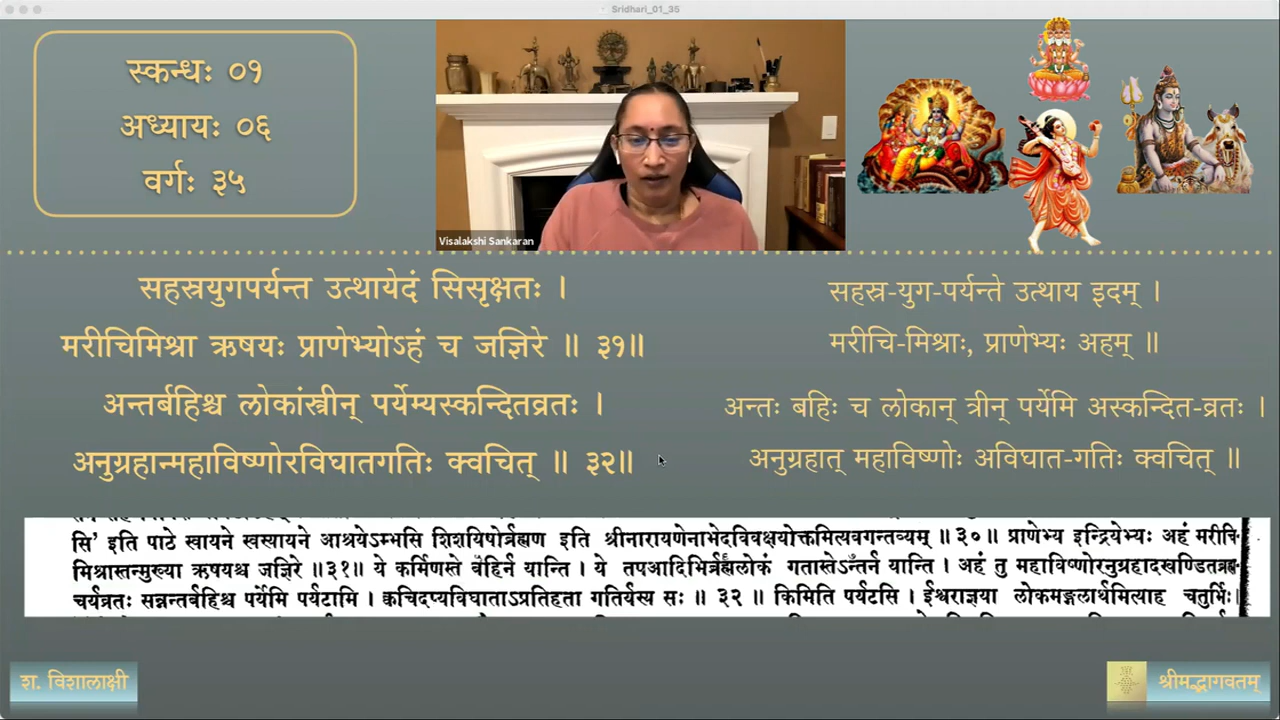 Sridhari_01_35
स्कन्धः ०१
अध्यायः ०६
वर्गः ३५
Visalakshi Sankaran
सहस्रयुगपर्यन्त उत्थायेदं सिसृक्षतः ।
मरीचिमिश्रा ऋषयः प्राणेभ्योऽहं च जज्ञिरे ॥ ३१॥
अन्तर्बहिश्च लोकांस्त्रीन् पर्येम्यस्कन्दितव्रतः ।
अनुग्रहान्महाविष्णोरविघातगतिः क्वचित् ॥ ३२॥
सहस्र-युग-पर्यन्ते उत्थाय इदम् ।
मरीचि-मिश्राः, प्राणेभ्यः अहम् ॥
अन्तः बहिः च लोकान् त्रीन् पर्येमि अस्कन्दित-व्रतः ।
अनुग्रहात् महाविष्णोः अविघात-गतिः क्वचित् ॥
सि’ इति पाठे स्वायने स्वस्यायने आश्रयेऽम्भसि शिशयिषोर्ब्रह्मण इति श्रीनारायणेनाभेदविवक्षयोक्तमित्यवगन्तव्यम् ॥३०॥ प्राणेभ्य इन्द्रियेभ्यः अहं मरीचि-
मिश्रास्तन्मुख्या ऋषयश्च जज्ञिरे ॥३१॥ ये कर्मिणस्ते बहिर्न यान्ति । ये तपआदिभिर्ब्रह्मलोकं गतास्तेऽन्तर्न यान्ति । अहं तु महाविष्णोरनुग्रहादखण्डितब्रह्म-
चर्यव्रतः सन्नन्तर्बहिश्च पर्येमि पर्यटामि । क्वचिदप्यविघाताऽप्रतिहता गतिर्यस्य सः ॥ ३२ ॥ किमिति पर्यटसि । ईश्वराज्ञया लोकमङ्गलार्थमित्याह चतुर्भिः।
श. विशालाक्षी
श्रीमद्भागवतम्